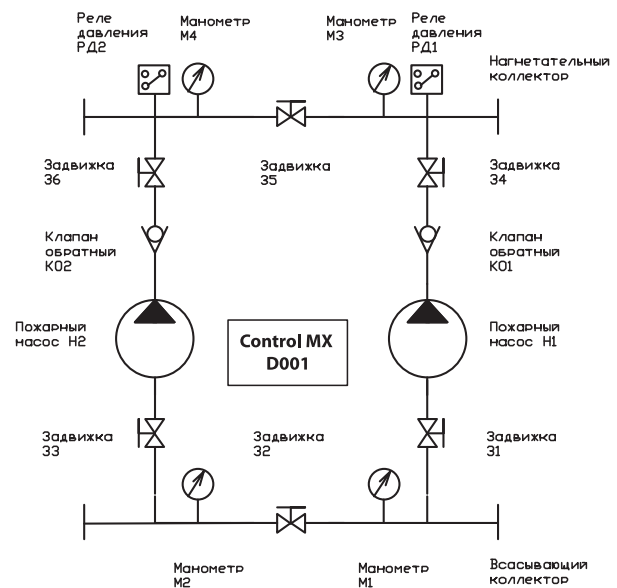 Реле
давления
РД2
Манометр
М4
Манометр
М3
Реле
давления
РД1
Нагнетательный
коллектор
Задвижка
З6
Задвижка
З5
Задвижка
З4
Клапан
обратный
КО2
Клапан
обратный
КО1
Пожарный
насос Н2
Control MX
D001
Пожарный
насос Н1
Задвижка
З3
Задвижка
З2
Задвижка
З1
Манометр
М2
Манометр
М1
Всасывающий
коллектор